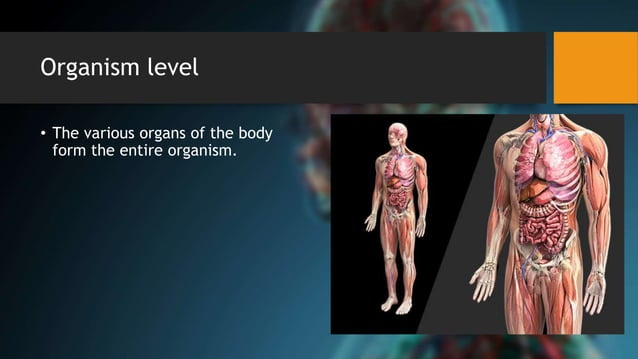 Organism level
• The various organs of the body
form the entire organism.